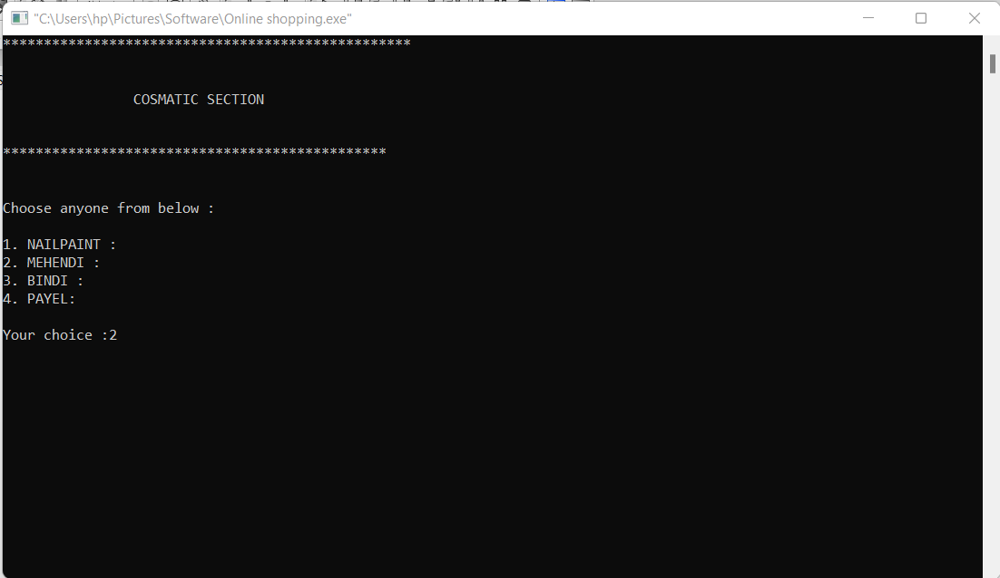 "C:\Users\hp\Pictures\Software\Online shopping.exe"
**************************************************
COSMATIC SECTION
***********************************************
Choose anyone from below :
1. NAILPAINT :
2. MEHENDI :
3. BINDI :
4. PAYEL:
Your choice :2